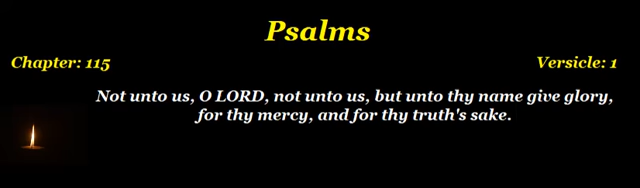 Psalms
Chapter: 115
Versicle: 1
Not unto us, O LORD, not unto us, but unto thy name give glory,
for thy mercy, and for thy truth's sake.